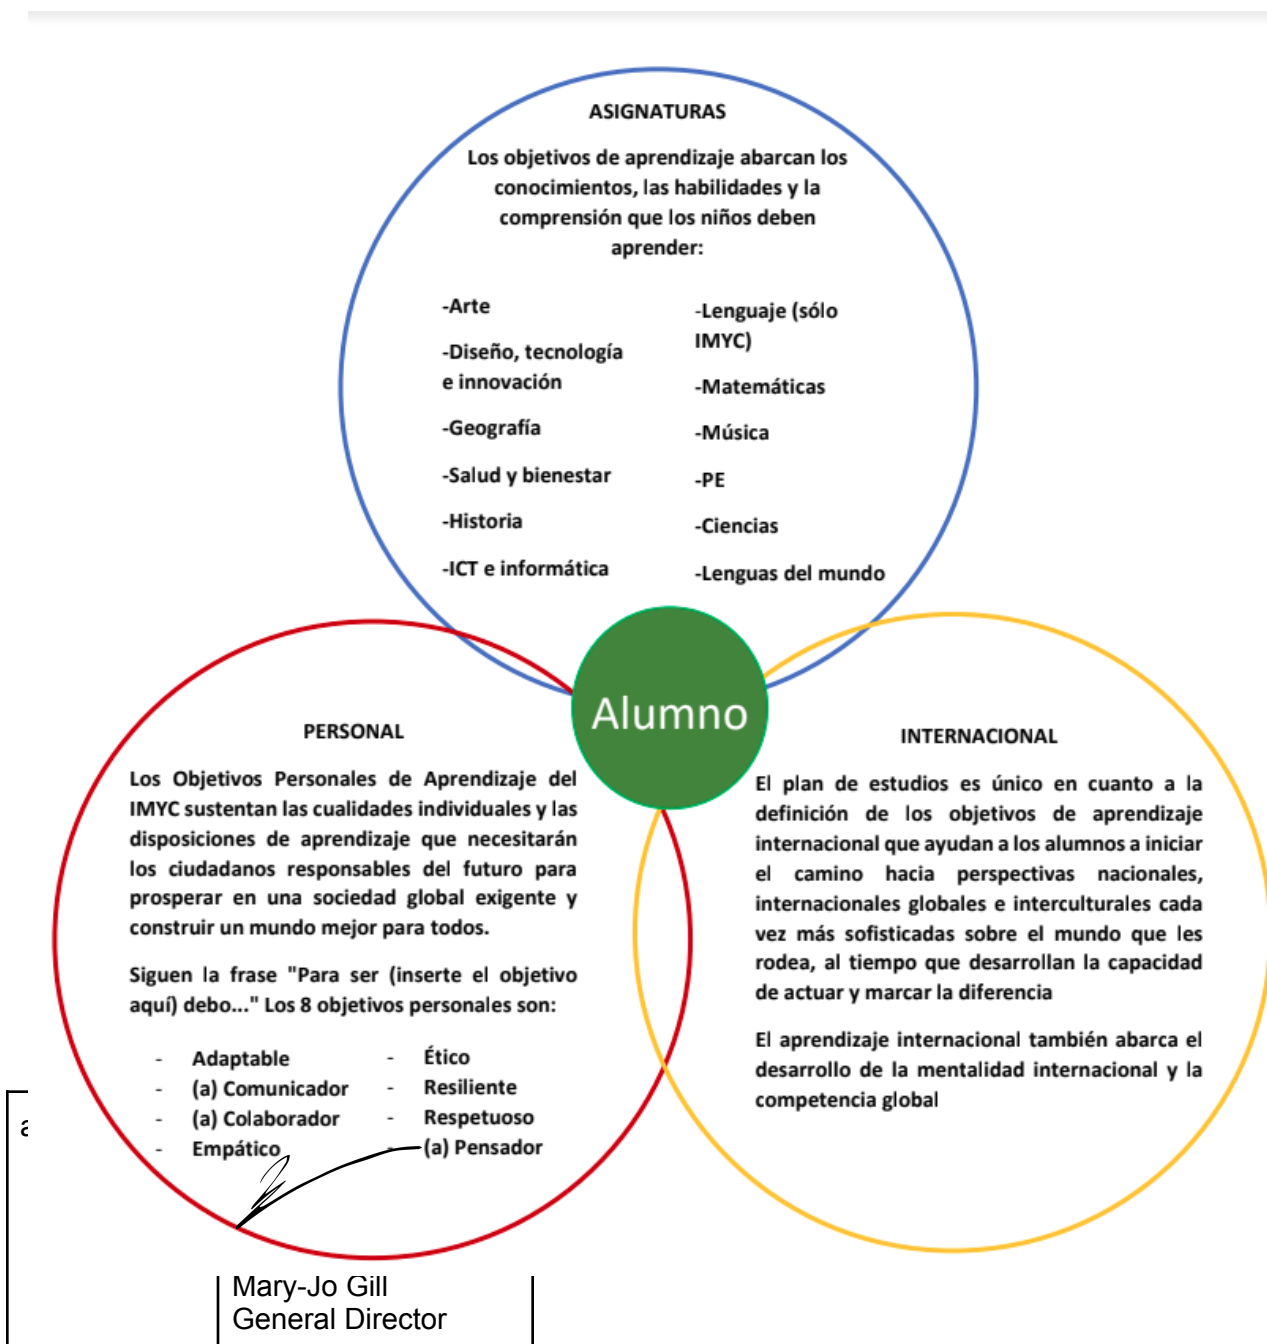 ASIGNATURAS
Los objetivos de aprendizaje abarcan los
conocimientos, las habilidades y la
comprensión que los niños deben
aprender:
-Arte
-Diseño, tecnología
e innovación
-Geografía
-Salud y bienestar
-Historia
-ICT e informática
-Lenguaje (sólo
IMYC)
-Matemáticas
-Música
-PE
-Ciencias
-Lenguas del mundo
Alumno
PERSONAL
Los Objetivos Personales de Aprendizaje del
IMYC sustentan las cualidades individuales y las
disposiciones de aprendizaje que necesitarán
los ciudadanos responsables del futuro para
prosperar en una sociedad global exigente y
construir un mundo mejor para todos.
Siguen la frase "Para ser (inserte el objetivo
aquí) debo..." Los 8 objetivos personales son:
- Adaptable
- (a) Comunicador
- (a) Colaborador
- Empático
- Ético
- Resiliente
- Respetuoso
- (a) Pensador
INTERNACIONAL
El plan de estudios es único en cuanto a la
definición de los objetivos de aprendizaje
internacional que ayudan a los alumnos a iniciar
el camino hacia perspectivas nacionales,
internacionales globales e interculturales cada
vez más sofisticadas sobre el mundo que les
rodea, al tiempo que desarrollan la capacidad
de actuar y marcar la diferencia
El aprendizaje internacional también abarca el
desarrollo de la mentalidad internacional y la
competencia global
Mary-Jo Gill
General Director